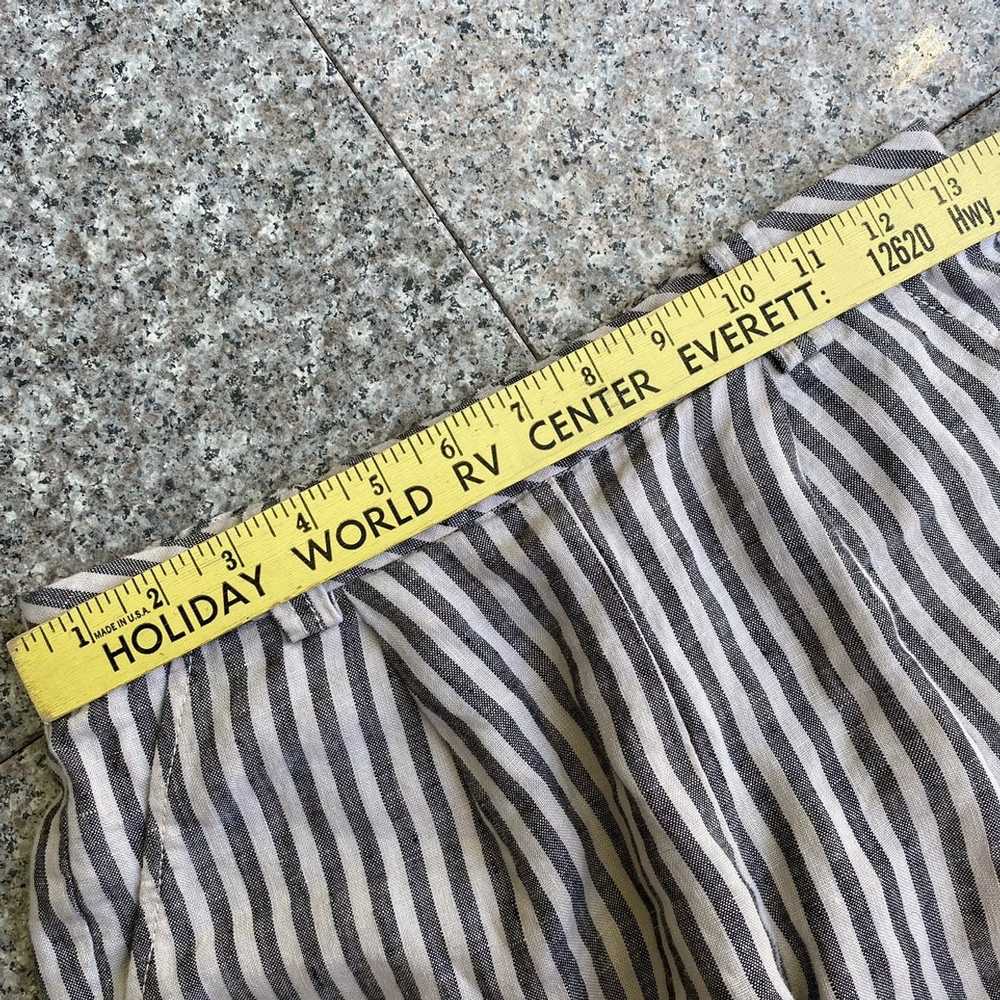 1 2 3 4 5 6 7 8 9 10 11 12 13
MADE IN U.S.A.
HOLIDAY WORLD RV CENTER EVERETT: 12620 Hwy